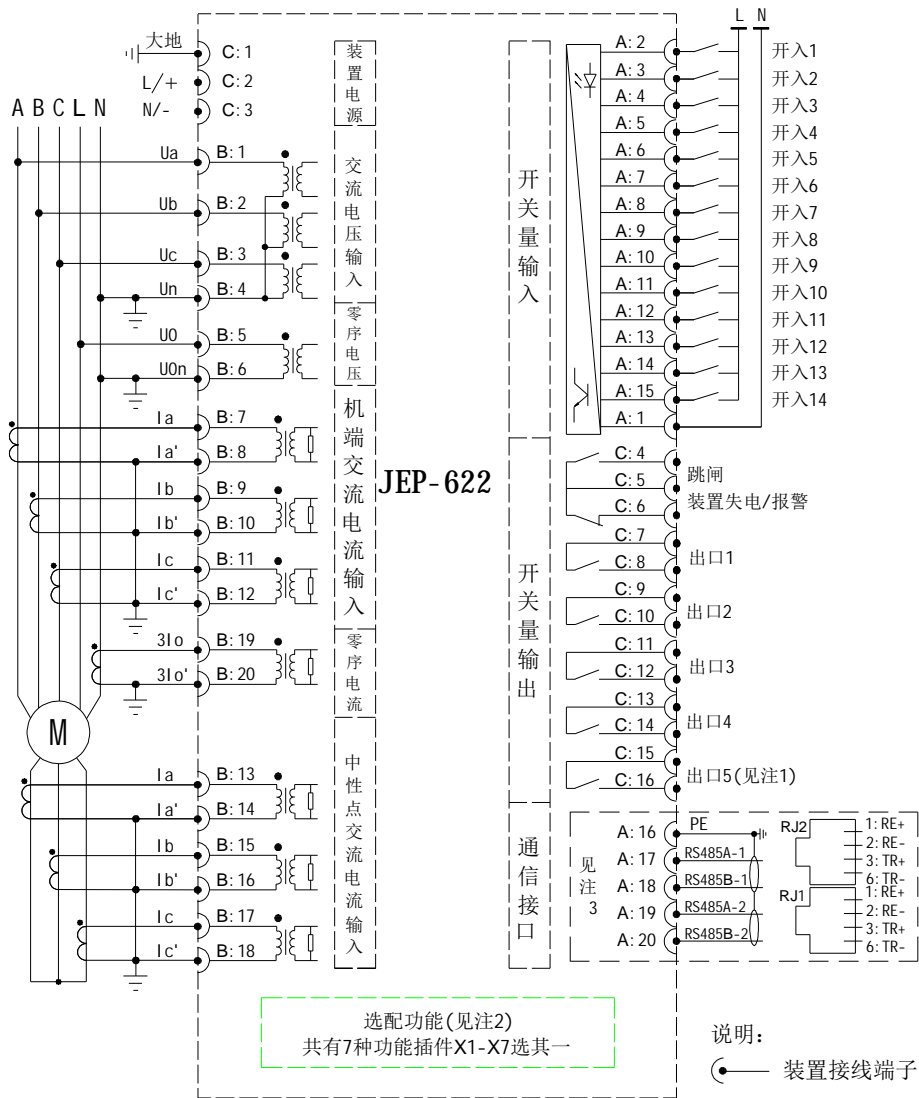 大地
C: 1
L/+
C: 2
N/-
C: 3
装置电源
A B C L N
Ua
B: 1
Ub
B: 2
Uc
B: 3
Un
B: 4
交流电压输入
U0
B: 5
U0n
B: 6
零序电压
Ia
B: 7
Ia'
B: 8
Ib
B: 9
Ib'
B: 10
Ic
B: 11
Ic'
B: 12
机端交流电流输入
3Io
B: 19
3Io'
B: 20
零序电流
M
Ia
B: 13
Ia'
B: 14
Ib
B: 15
Ib'
B: 16
Ic
B: 17
Ic'
B: 18
中性点交流电流输入
JEP-622
L N
开关量输入
A: 2
开入1
A: 3
开入2
A: 4
开入3
A: 5
开入4
A: 6
开入5
A: 7
开入6
A: 8
开入7
A: 9
开入8
A: 10
开入9
A: 11
开入10
A: 12
开入11
A: 13
开入12
A: 14
开入13
A: 15
开入14
A: 1
开关量输出
C: 4
跳闸
C: 5
装置失电/报警
C: 6
C: 7
出口1
C: 8
C: 9
出口2
C: 10
C: 11
出口3
C: 12
C: 13
出口4
C: 14
C: 15
出口5(见注1)
C: 16
通信接口
见注3
A: 16
PE
A: 17
RS485A-1
A: 18
RS485B-1
A: 19
RS485A-2
A: 20
RS485B-2
RJ2
1: RE+
2: RE-
3: TR+
6: TR-
RJ1
1: RE+
2: RE-
3: TR+
6: TR-
选配功能(见注2)
共有7种功能插件X1-X7选其一
说明:
装置接线端子